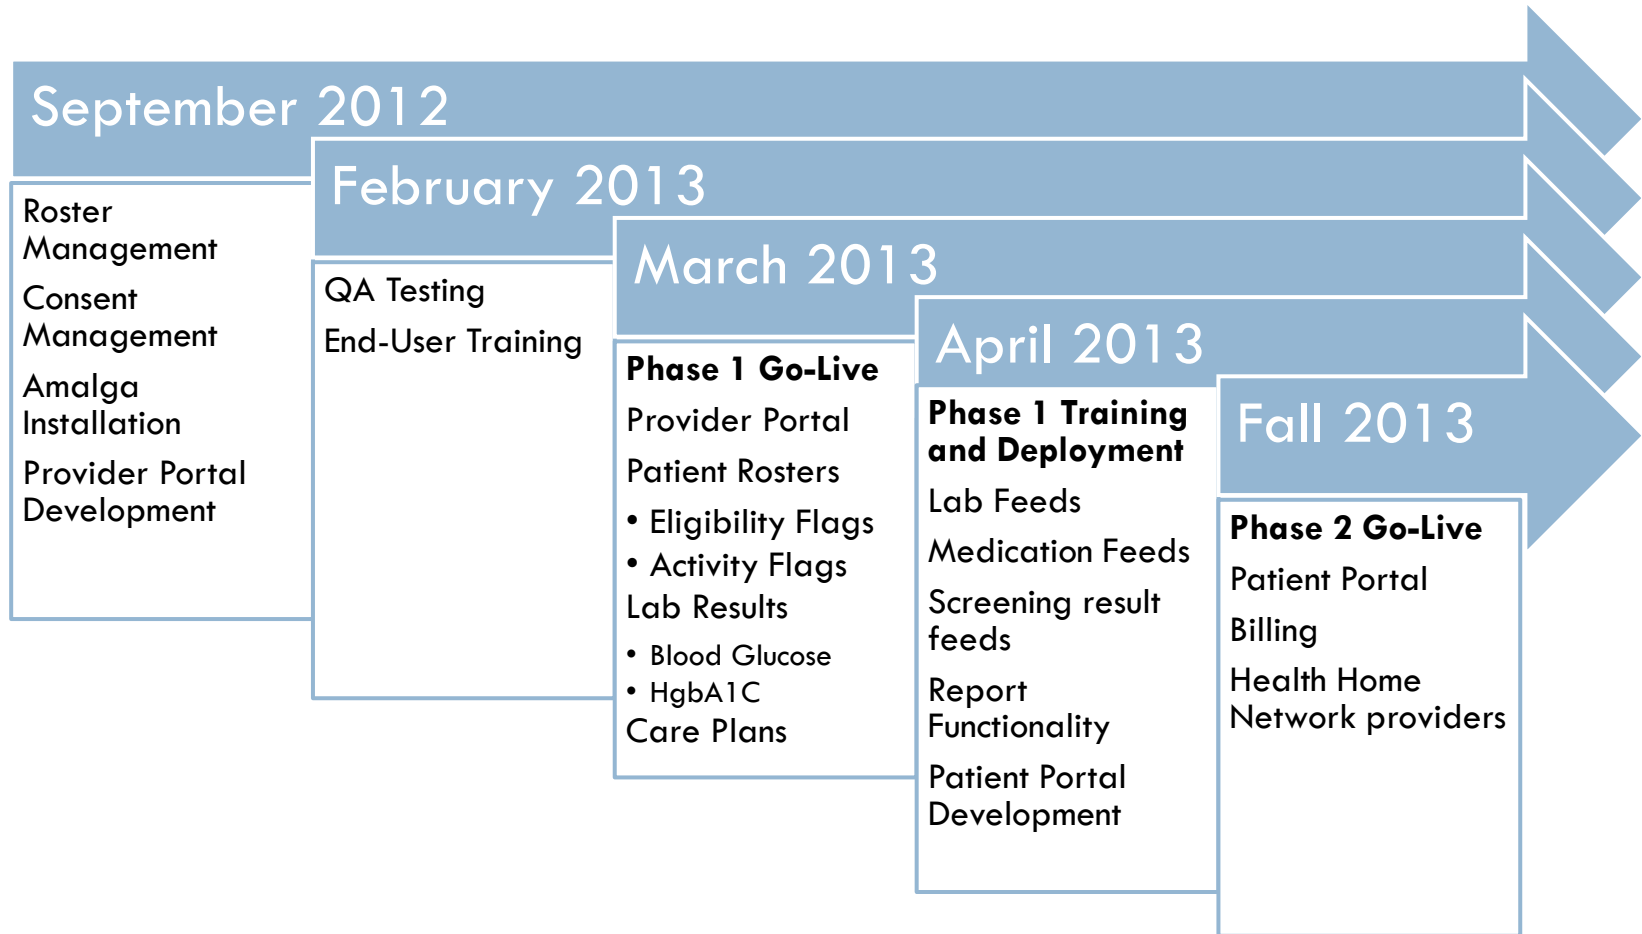 September 2012
Roster
Management
Consent
Management
Amalga
Installation
Provider Portal
Development
February 2013
QA Testing
End-User Training
March 2013
Phase 1 Go-Live
Provider Portal
Patient Rosters
• Eligibility Flags
• Activity Flags
Lab Results
• Blood Glucose
• HgbA1C
Care Plans
April 2013
Phase 1 Training
and Deployment
Lab Feeds
Medication Feeds
Screening result
feeds
Report
Functionality
Patient Portal
Development
Fall 2013
Phase 2 Go-Live
Patient Portal
Billing
Health Home
Network providers